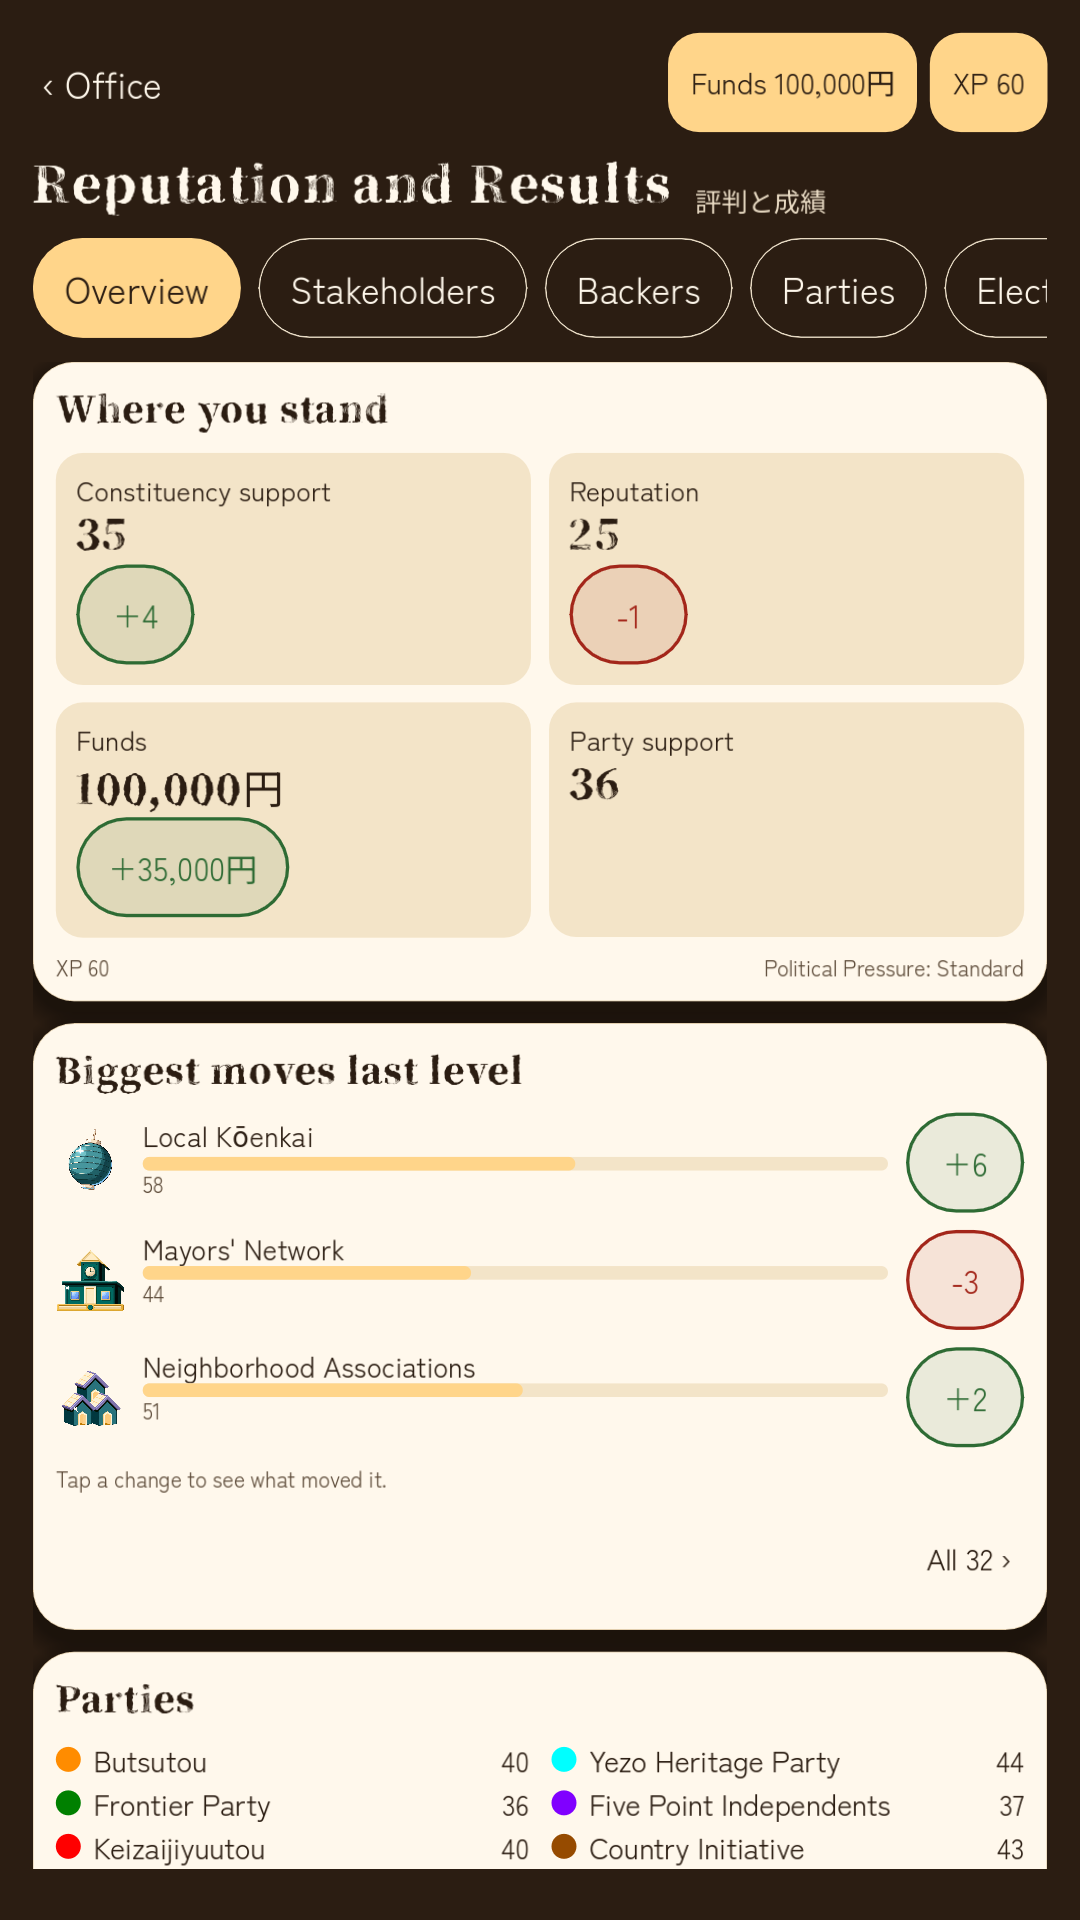 ‹ Office
Funds 100,000円
XP 60
Reputation and Results 評判と成績
Overview
Stakeholders
Backers
Parties
Elect
Where you stand
Constituency support
35
+4
Reputation
25
-1
Funds
100,000円
+35,000円
Party support
36
XP 60
Political Pressure: Standard
Biggest moves last level
Local Kōenkai
58
+6
Mayors' Network
44
-3
Neighborhood Associations
51
+2
Tap a change to see what moved it.
All 32 ›
Parties
Butsutou 40
Yezo Heritage Party 44
Frontier Party 36
Five Point Independents 37
Keizaijiyuutou 40
Country Initiative 43